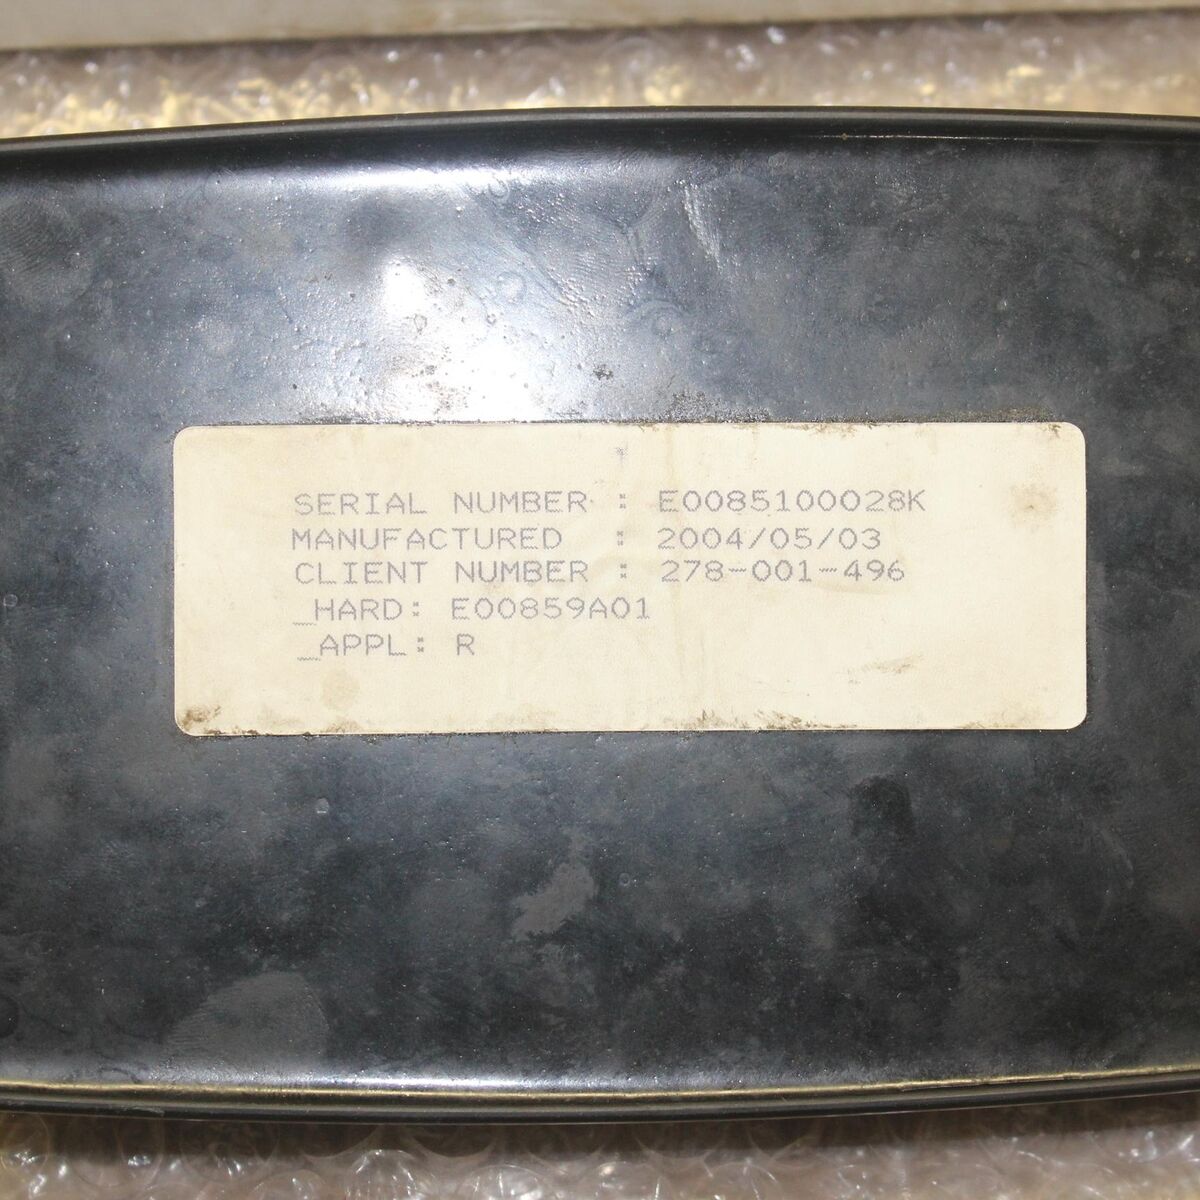 SERIAL NUMBER : E0085100028K
MANUFACTURED : 2004/05/03
CLIENT NUMBER : 278-001-496
_HARD: E00859A01
_APPL: R